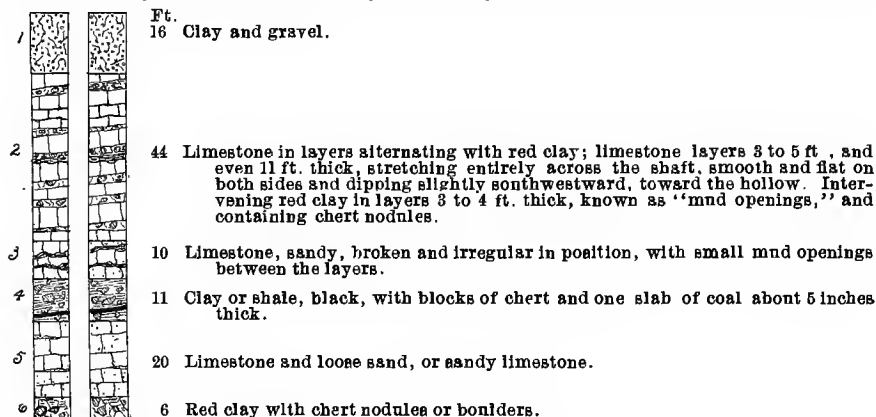 Ft.
1 16 Clay and gravel.
2 44 Limestone in layers alternating with red clay; limestone layers 3 to 5 ft , and
even 11 ft. thick, stretching entirely across the shaft, smooth and flat on
both sides and dipping slightly southwestward, toward the hollow. Inter-
vening red clay in layers 3 to 4 ft. thick, known as "mud openings," and
containing chert nodules.
3 10 Limestone, sandy, broken and irregular in position, with small mud openings
between the layers.
4 11 Clay or shale, black, with blocks of chert and one slab of coal about 5 inches
thick.
5 20 Limestone and loose sand, or sandy limestone.
6 6 Red clay with chert nodules or boulders.